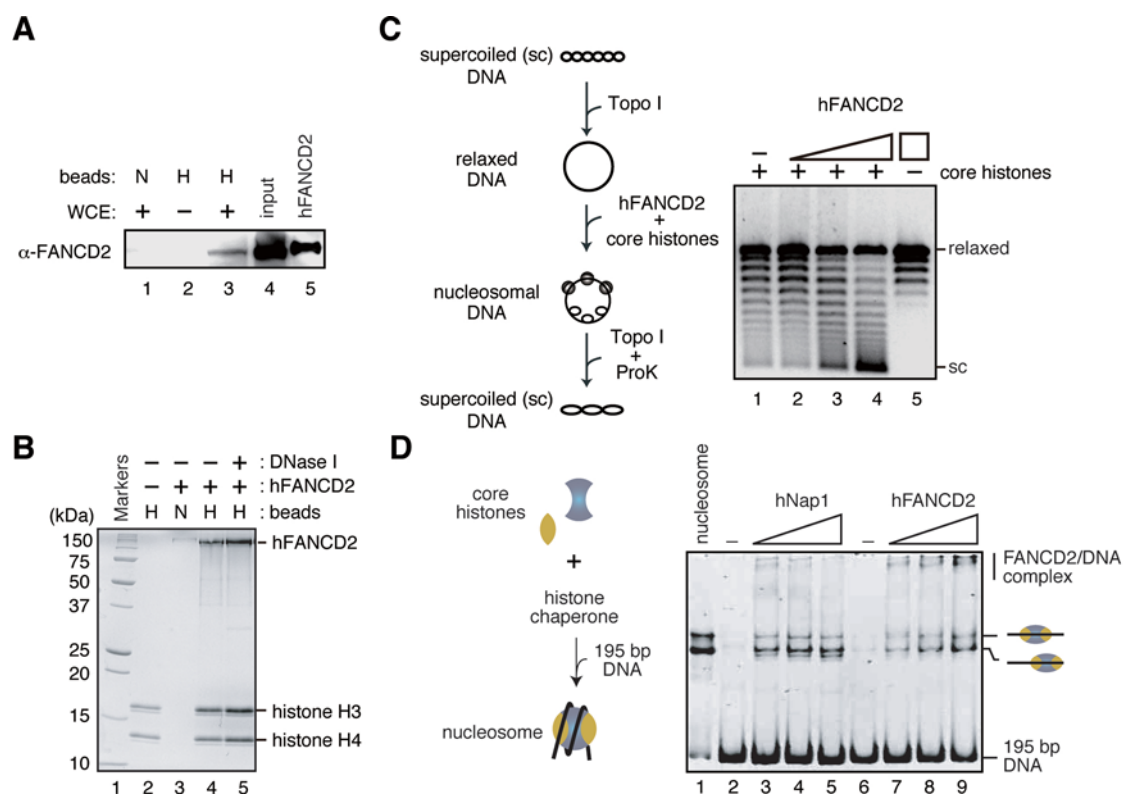 A
beads: N H H input hFANCD2
WCE: + − +
α-FANCD2
1 2 3 4 5
B
Markers − − − + : DNase I
− + + + : hFANCD2
(kDa) H N H H : beads
150 hFANCD2
75
50
37
25
20
15 histone H3
histone H4
10
1 2 3 4 5
C
supercoiled (sc)
DNA
Topo I
relaxed
DNA
hFANCD2
+
core histones
nucleosomal
DNA
Topo I
+
ProK
supercoiled (sc)
DNA
hFANCD2
−
+ + + + − core histones
relaxed
sc
1 2 3 4 5
D
core
histones
+
histone
chaperone
195 bp
DNA
nucleosome
nucleosome − hNap1 − hFANCD2
FANCD2/DNA
complex
195 bp
DNA
1 2 3 4 5 6 7 8 9